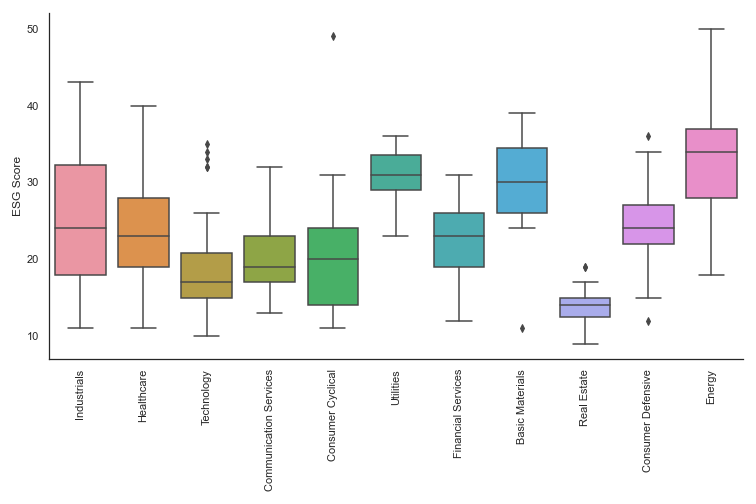 ESG Score
50
40
30
20
10
Industrials
Healthcare
Technology
Communication Services
Consumer Cyclical
Utilities
Financial Services
Basic Materials
Real Estate
Consumer Defensive
Energy